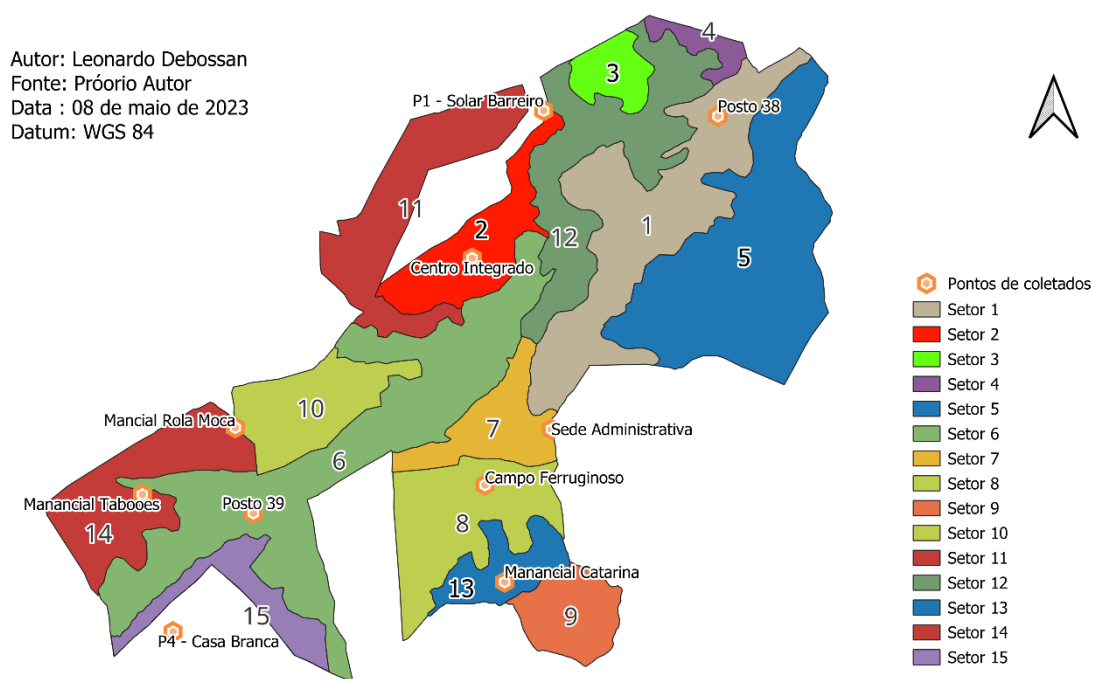 Autor: Leonardo Debossan
Fonte: Próorio Autor
Data : 08 de maio de 2023
Datum: WGS 84
4
3
P1 - Solar Barreiro
Posto 38
11
2
12
1
5
Centro Integrado
10
Mancial Rola Moca
7
Sede Administrativa
6
Campo Ferruginoso
Manancial Tabooes
Posto 39
14
8
Manancial Catarina
13
15
9
P4 - Casa Branca
Pontos de coletados
Setor 1
Setor 2
Setor 3
Setor 4
Setor 5
Setor 6
Setor 7
Setor 8
Setor 9
Setor 10
Setor 11
Setor 12
Setor 13
Setor 14
Setor 15